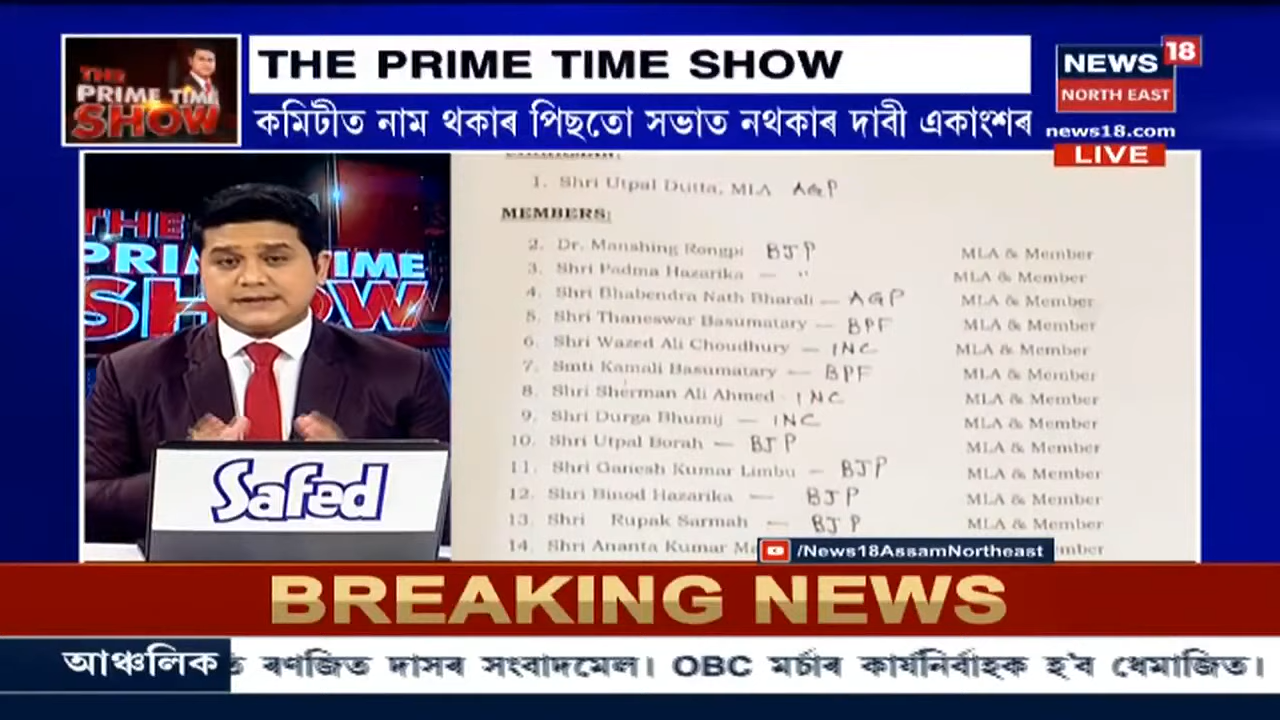 THE PRIME TIME SHOW
THE PRIME TIME SHOW
কমিটীত নাম থকাৰ পিছতো সভাত নথকাৰ দাবী একাংশৰ
NEWS 18
NORTH EAST
news18.com
LIVE
1. Shri Utpal Dutta, MLA AGP
MEMBERS:
2. Dr. Manshing Rongpi BJP MLA & Member
3. Shri Padma Hazarika — " MLA & Member
4. Shri Bhabendra Nath Bharali — AGP MLA & Member
5. Shri Thaneswar Basumatary — BPF MLA & Member
6. Shri Wazed Ali Choudhury — INC MLA & Member
7. Smti Kamali Basumatary — BPF MLA & Member
8. Shri Sherman Ali Ahmed - INC MLA & Member
9. Shri Durga Bhumij — INC MLA & Member
10. Shri Utpal Borah — BJP MLA & Member
11. Shri Ganesh Kumar Limbu — BJP MLA & Member
12. Shri Binod Hazarika — BJP MLA & Member
13. Shri Rupak Sarmah — BJP MLA & Member
14. Shri Ananta Kumar
/News18AssamNortheast
Safed
BREAKING NEWS
আঞ্চলিক
ৰণজিত দাসৰ সংবাদমেল। OBC মৰ্চাৰ কাৰ্যনিৰ্বাহক হ'ব ধেমাজিত।